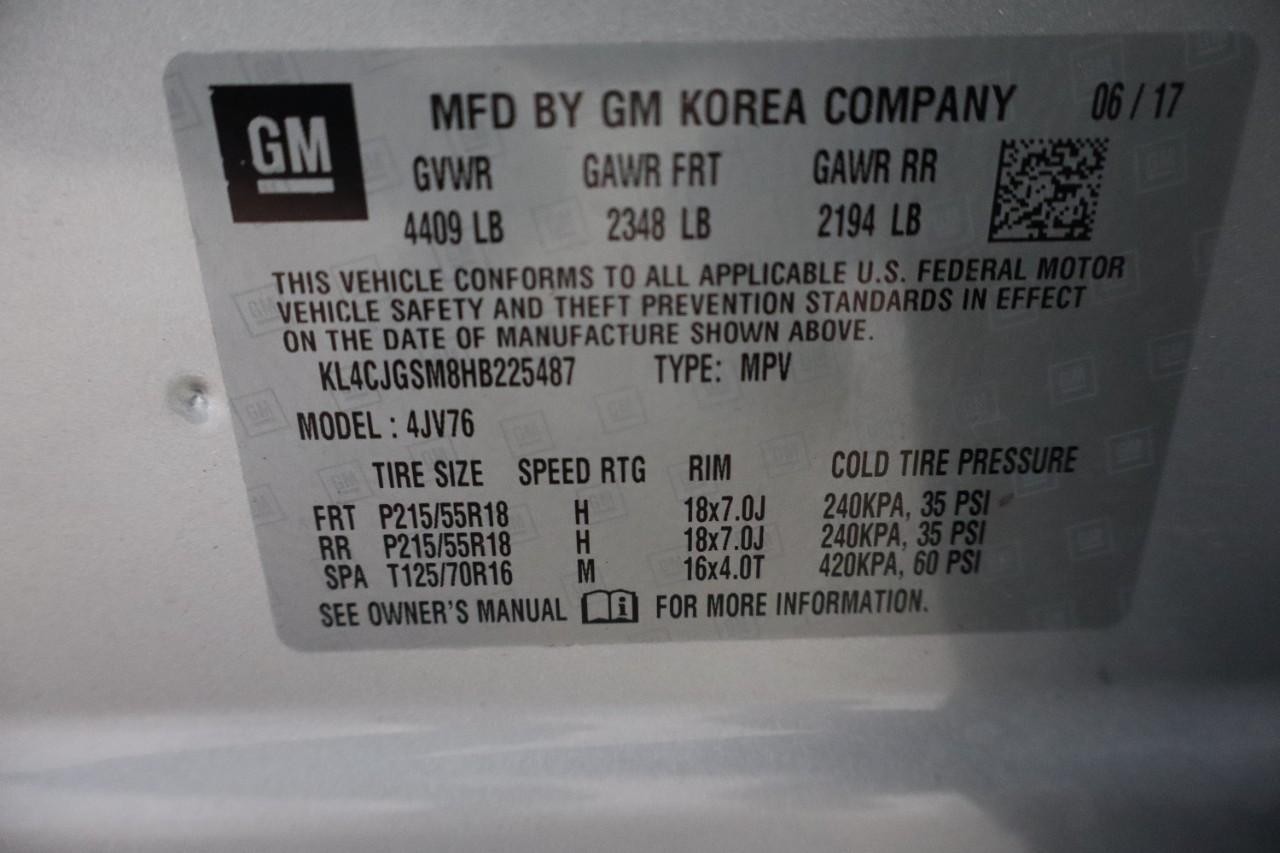 GM
MFD BY GM KOREA COMPANY 06 / 17
GVWR GAWR FRT GAWR RR
4409 LB 2348 LB 2194 LB
THIS VEHICLE CONFORMS TO ALL APPLICABLE U.S. FEDERAL MOTOR
VEHICLE SAFETY AND THEFT PREVENTION STANDARDS IN EFFECT
ON THE DATE OF MANUFACTURE SHOWN ABOVE.
KL4CJGSM8HB225487 TYPE: MPV
MODEL : 4JV76
TIRE SIZE SPEED RTG RIM COLD TIRE PRESSURE
FRT P215/55R18 H 18x7.0J 240KPA, 35 PSI
RR P215/55R18 H 18x7.0J 240KPA, 35 PSI
SPA T125/70R16 M 16x4.0T 420KPA, 60 PSI
SEE OWNER'S MANUAL i FOR MORE INFORMATION.